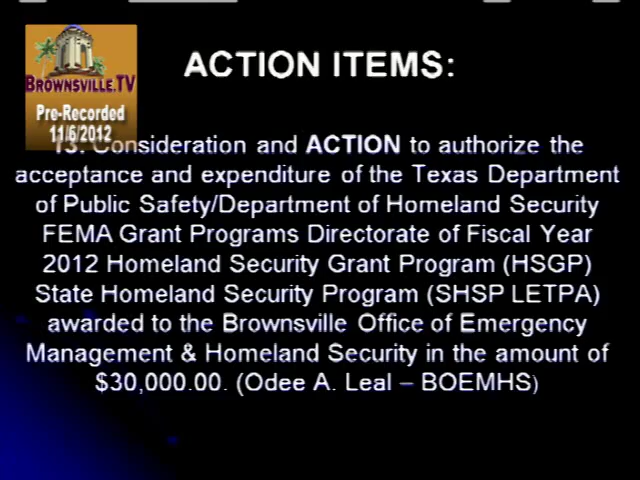 BROWNSVILLE.TV
Pre-Recorded
11/6/2012
ACTION ITEMS:
13. Consideration and ACTION to authorize the
acceptance and expenditure of the Texas Department
of Public Safety/Department of Homeland Security
FEMA Grant Programs Directorate of Fiscal Year
2012 Homeland Security Grant Program (HSGP)
State Homeland Security Program (SHSP LETPA)
awarded to the Brownsville Office of Emergency
Management & Homeland Security in the amount of
$30,000.00. (Odee A. Leal – BOEMHS)